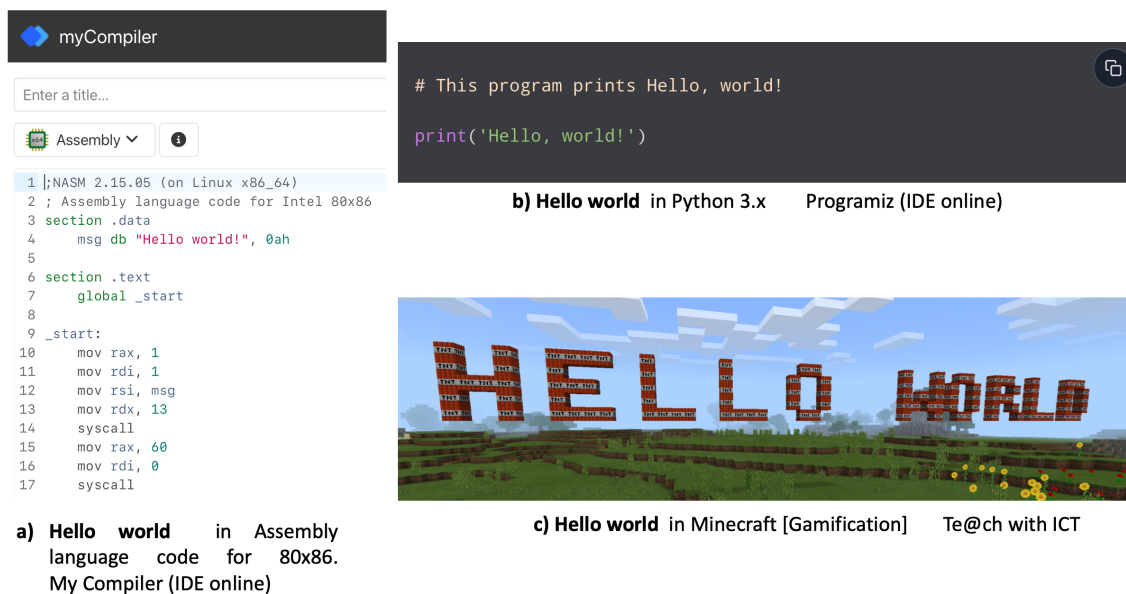 myCompiler
Enter a title...
x64 Assembly
1 ;NASM 2.15.05 (on Linux x86_64)
2 ; Assembly language code for Intel 80x86
3 section .data
4 msg db "Hello world!", 0ah
5
6 section .text
7 global _start
8
9 _start:
10 mov rax, 1
11 mov rdi, 1
12 mov rsi, msg
13 mov rdx, 13
14 syscall
15 mov rax, 60
16 mov rdi, 0
17 syscall
a) Hello world in Assembly
language code for 80x86.
My Compiler (IDE online)
# This program prints Hello, world!
print('Hello, world!')
b) Hello world in Python 3.x Programiz (IDE online)
HELLO WORLD
c) Hello world in Minecraft [Gamification] Te@ch with ICT